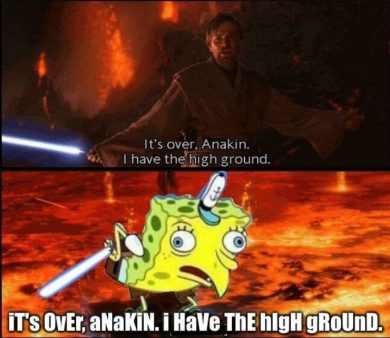 It's over, Anakin.
I have the high ground.
iT's OvEr, aNaKiN. i HaVe ThE hIgH gRoUnD.